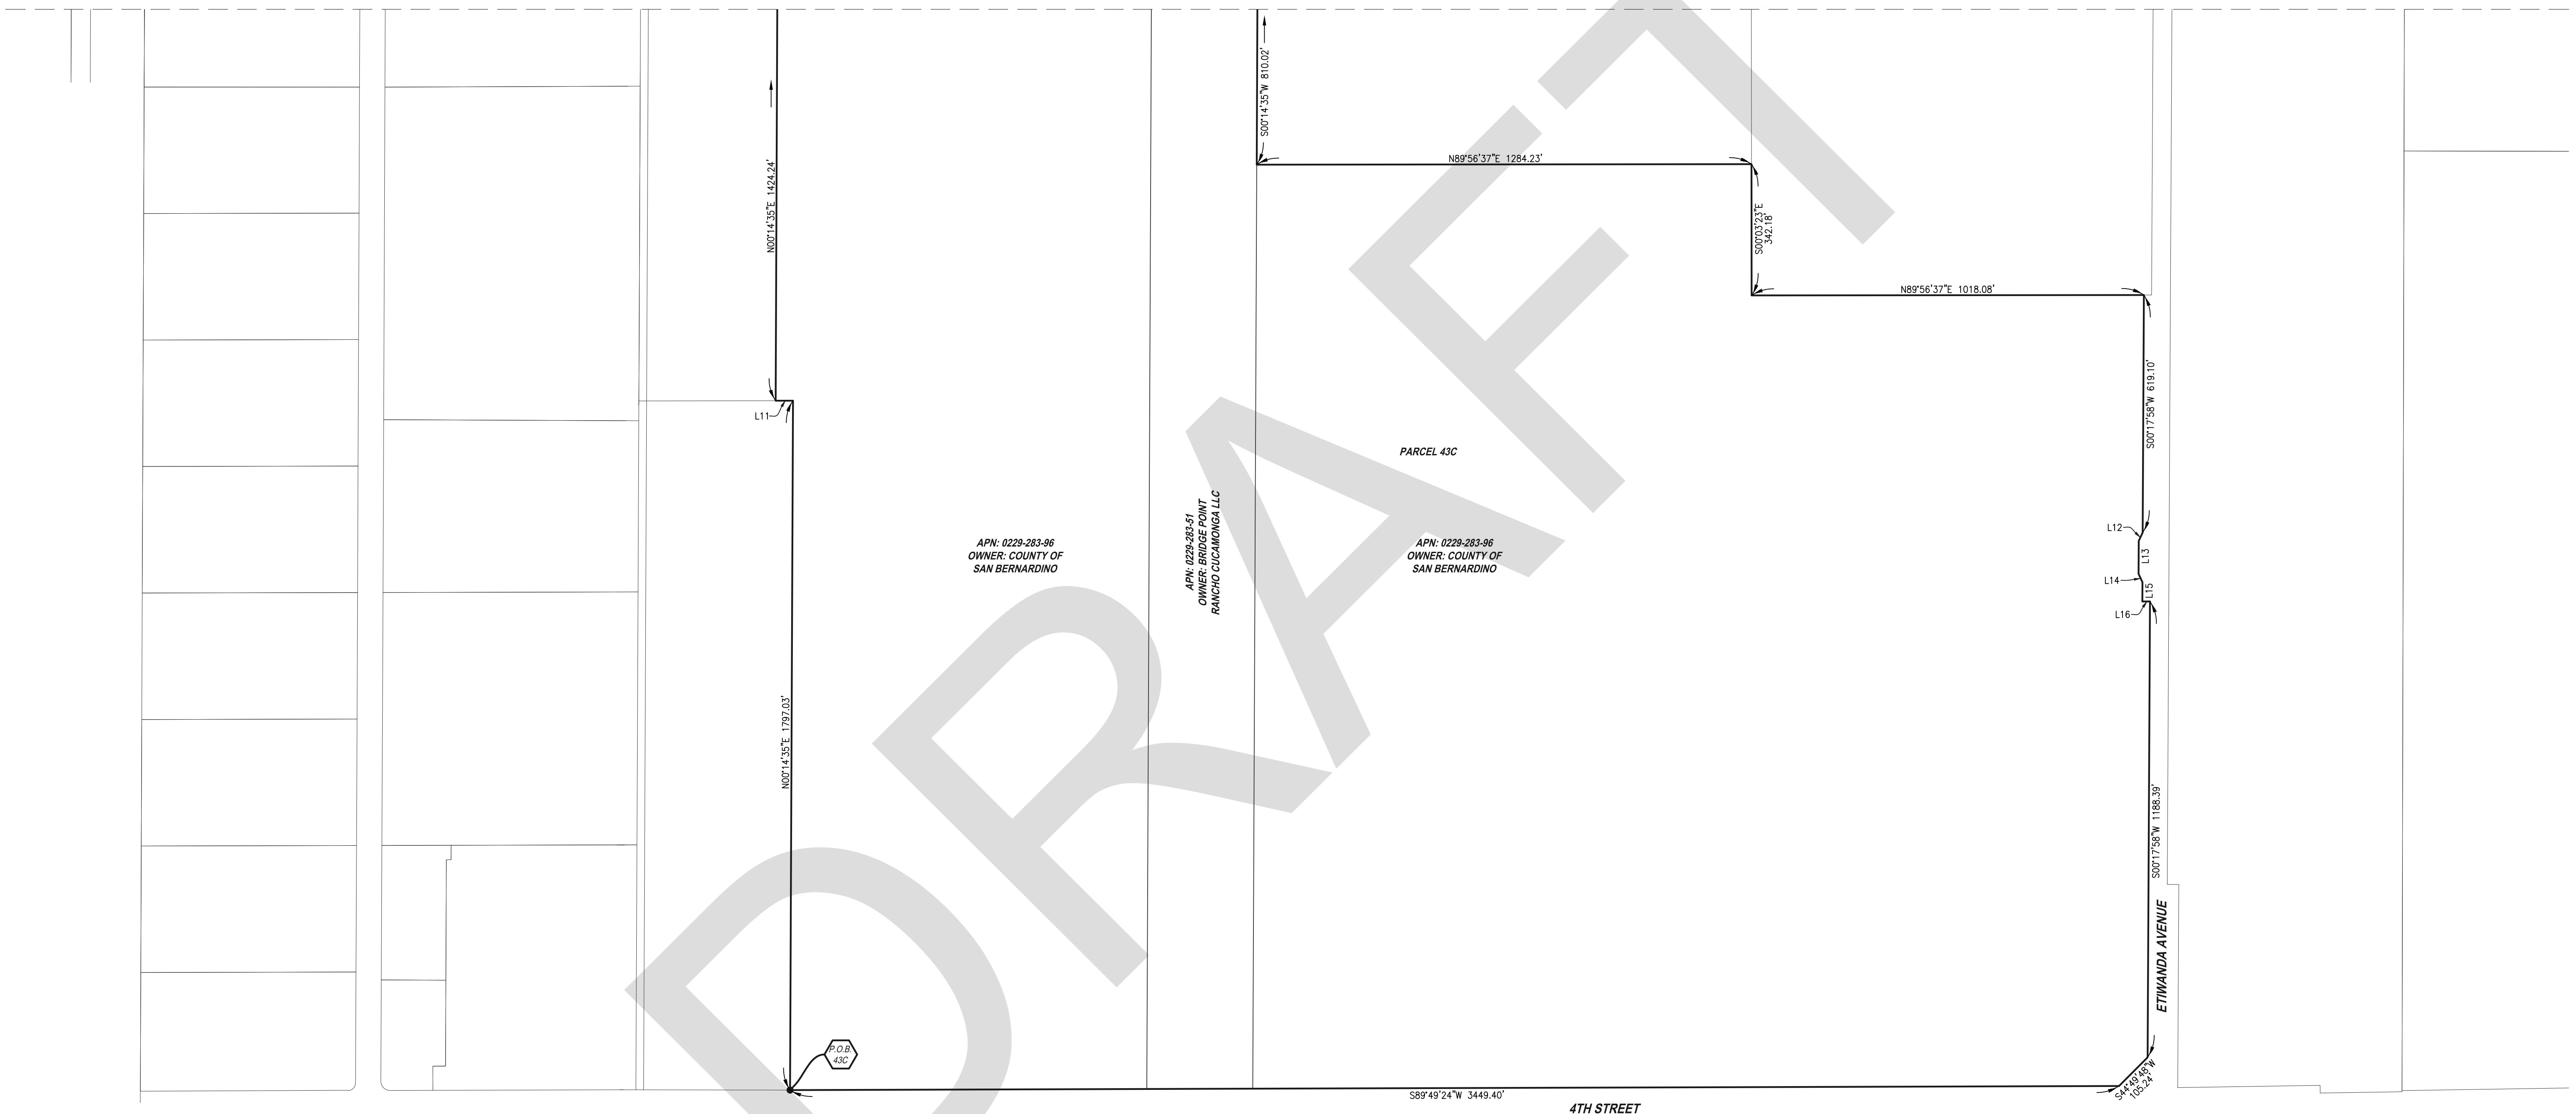 S00°14'35"W 810.02'
N89°56'37"E 1284.23'
N00°14'35"E 1424.24'
S00°03'23"E
342.18'
N89°56'37"E 1018.08'
S00°17'58"W 619.10'
L11
PARCEL 43C
APN: 0229-283-96
OWNER: COUNTY OF
SAN BERNARDINO
APN: 0229-283-51
OWNER: BRIDGE POINT
RANCHO CUCAMONGA LLC
APN: 0229-283-96
OWNER: COUNTY OF
SAN BERNARDINO
L12
L13
L14
L15
L16
N00°14'35"E 1797.03'
S00°17'58"W 1188.39'
ETIWANDA AVENUE
P.O.B.
43C
S44°49'48"W
105.24'
S89°49'24"W 3449.40'
4TH STREET
DRAFT